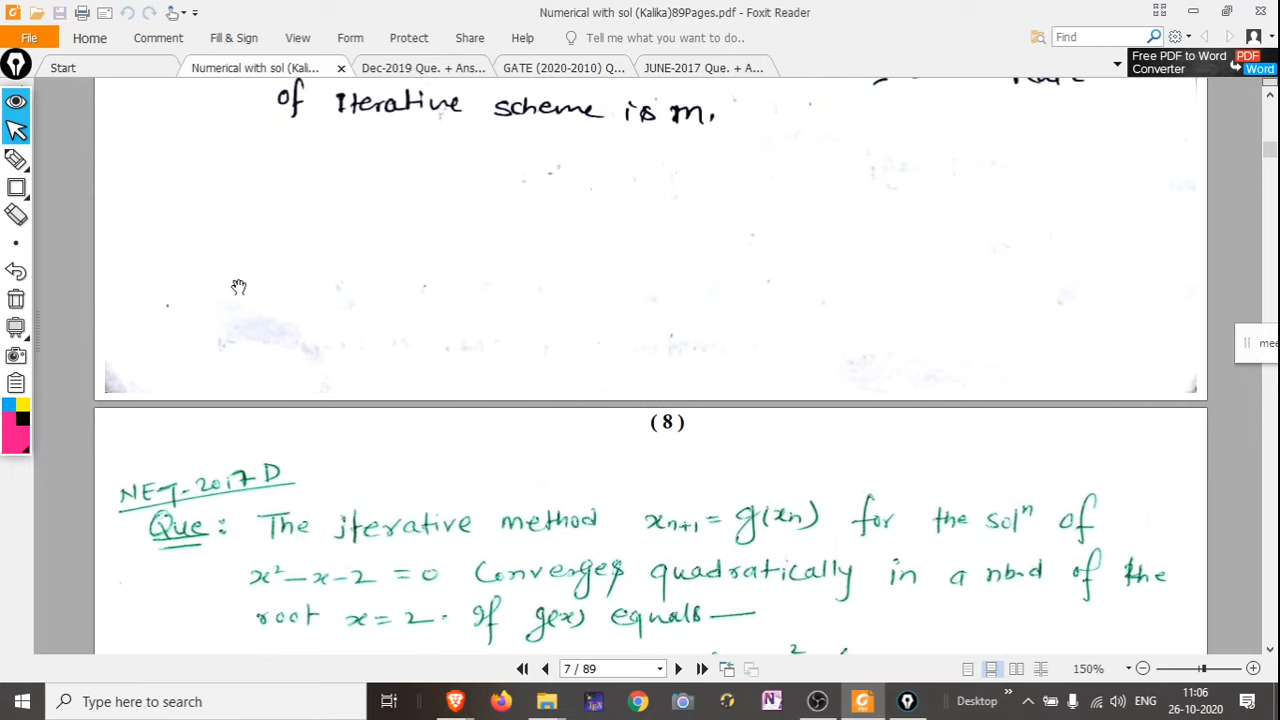 Numerical with sol (Kalika)89Pages.pdf - Foxit Reader
File Home Comment Fill & Sign View Form Protect Share Help Tell me what you want to do.. Find
Start Numerical with sol (Kali... Dec-2019 Que. + Ans... GATE (2020-2010) Q... JUNE-2017 Que. + A...
Free PDF to Word
Converter
PDF
Word
of Iterative scheme is m.
mee
(8)
NET-2017 D
Que: The iterative method xn+1 = g(xn) for the solⁿ of
x² - x - 2 = 0 Converges quadratically in a nbd of the
root x = 2. If g(x) equals —
7 / 89 150%
Type here to search Desktop ENG 11:06
26-10-2020